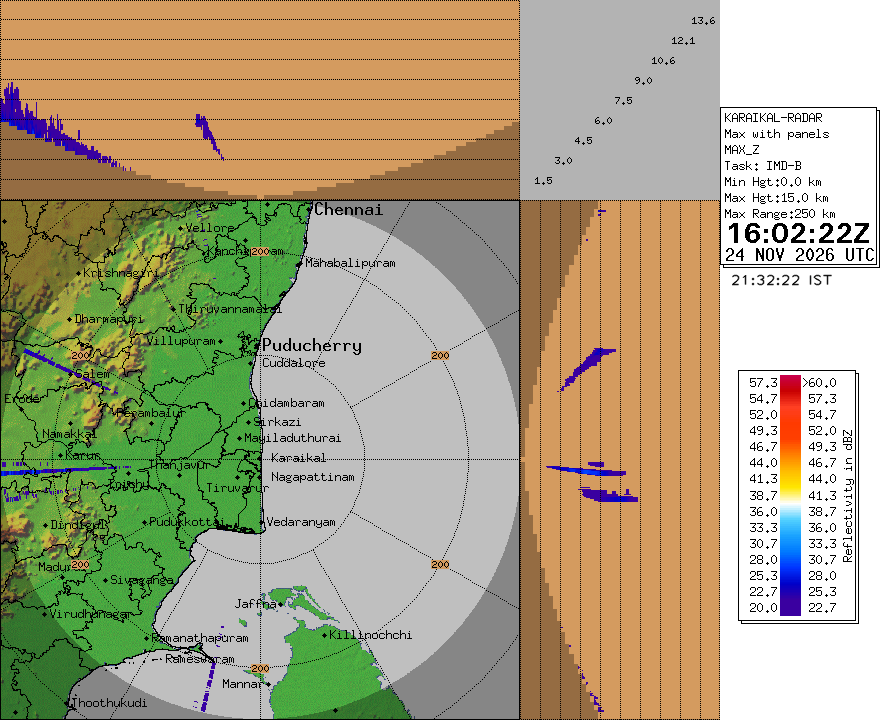 13.6
12.1
10.6
9.0
7.5
6.0
4.5
3.0
1.5
KARAIKAL-RADAR
Max with panels
MAX_Z
Task: IMD-B
Min Hgt:0.0 km
Max Hgt:15.0 km
Max Range:250 km
16:02:22Z
24 NOV 2026 UTC
21:32:22 IST
Chennai
Vellore
200
Mahabalipuram
Krishnagiri
Thiruvannamalai
Dharmapuri
Villupuram
Puducherry
200
200
Cuddalore
Salem
Erode
Chidambaram
Perambalur
Sirkazi
Namakkal
Mayiladuthurai
Karur
Karaikal
Thanjavur
Nagapattinam
Tiruvarur
Dindigul
Pudukkottai
Vedaranyam
200
200
Sivaganga
Jaffna
Virudhunagar
Killinochchi
Ramanathapuram
Rameswaram
200
Mannar
Thoothukudi
57.3 >60.0
54.7 57.3
52.0 54.7
49.3 52.0
46.7 49.3
44.0 46.7
41.3 44.0
38.7 41.3
36.0 38.7
33.3 36.0
30.7 33.3
28.0 30.7
25.3 28.0
22.7 25.3
20.0 22.7
Reflectivity in dBZ